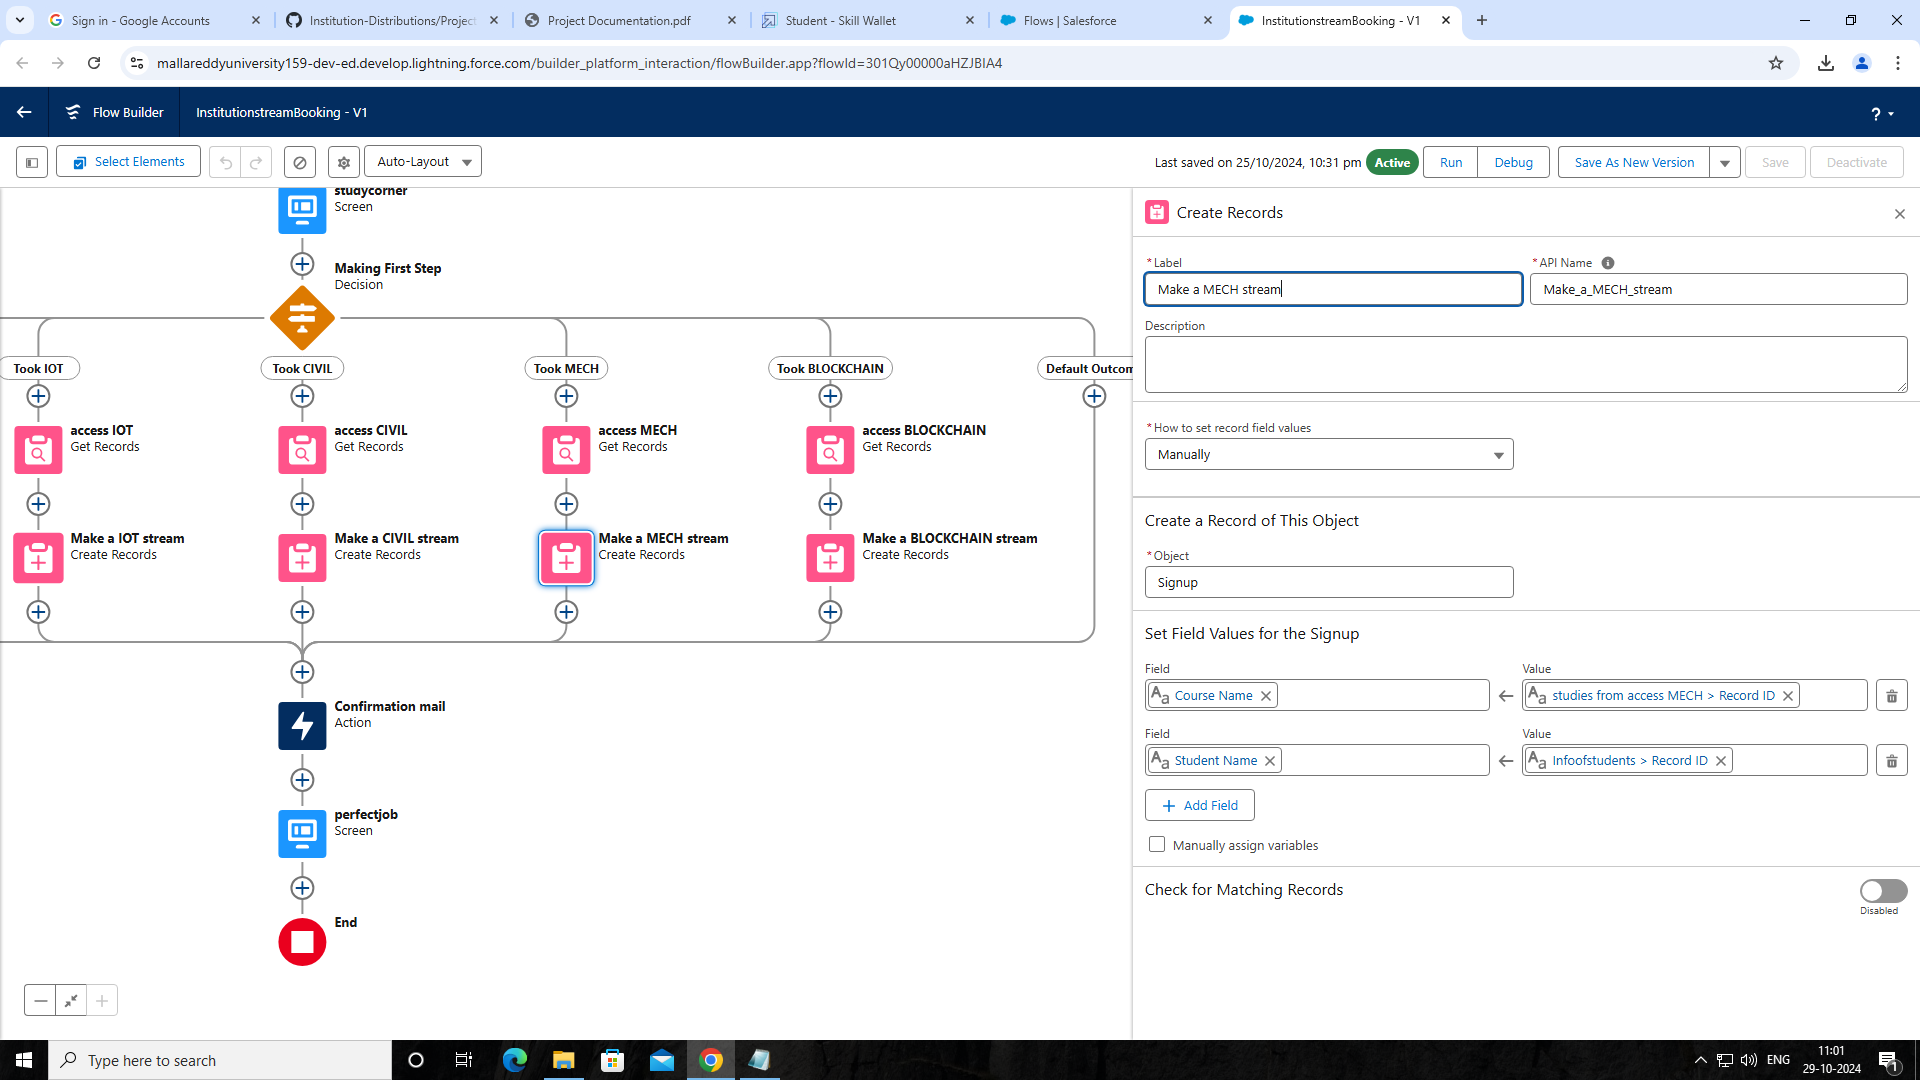 Sign in - Google Accounts
Institution-Distributions/Project
Project Documentation.pdf
Student - Skill Wallet
Flows | Salesforce
InstitutionstreamBooking - V1
mallareddyuniversity159-dev-ed.develop.lightning.force.com/builder_platform_interaction/flowBuilder.app?flowId=301Qy00000aHZJBIA4
Flow Builder
InstitutionstreamBooking - V1
?
Select Elements
Auto-Layout
Last saved on 25/10/2024, 10:31 pm
Active
Run
Debug
Save As New Version
Save
Deactivate
studycorner
Screen
Making First Step
Decision
Took IOT
Took CIVIL
Took MECH
Took BLOCKCHAIN
Default Outcom
access IOT
Get Records
access CIVIL
Get Records
access MECH
Get Records
access BLOCKCHAIN
Get Records
Make a IOT stream
Create Records
Make a CIVIL stream
Create Records
Make a MECH stream
Create Records
Make a BLOCKCHAIN stream
Create Records
Confirmation mail
Action
perfectjob
Screen
End
Create Records
*Label
*API Name
Make a MECH stream
Make_a_MECH_stream
Description
*How to set record field values
Manually
Create a Record of This Object
*Object
Signup
Set Field Values for the Signup
Field
Value
Aa Course Name
Aa studies from access MECH > Record ID
Field
Value
Aa Student Name
Aa Infoofstudents > Record ID
Add Field
Manually assign variables
Check for Matching Records
Disabled
Type here to search
ENG
11:01
29-10-2024
1